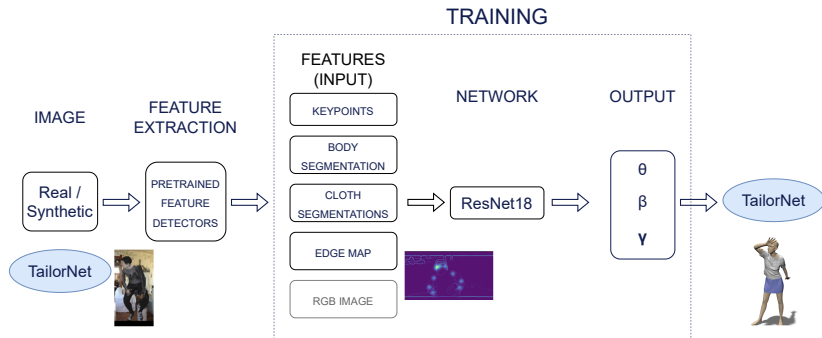 TRAINING
FEATURES
(INPUT)
IMAGE
FEATURE
EXTRACTION
NETWORK
OUTPUT
KEYPOINTS
BODY
SEGMENTATION
CLOTH
SEGMENTATIONS
EDGE MAP
RGB IMAGE
Real /
Synthetic
PRETRAINED
FEATURE
DETECTORS
ResNet18
θ
β
γ
TailorNet
TailorNet